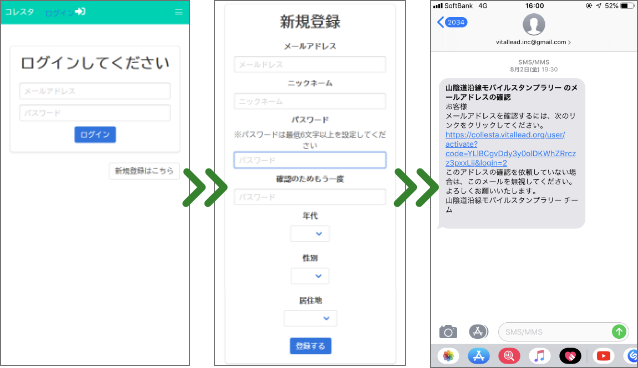 コレスタ ログイン
ログインしてください
メールアドレス
パスワード
ログイン
新規登録はこちら
新規登録
メールアドレス
メールドレス
ニックネーム
ニックネーム
パスワード
※パスワードは最低6文字以上を設定してくださ
い
パスワード
確認のためもう一度
パスワード
年代
性別
居住地
登録する
SoftBank 4G 16:00 52%
2034
vitallead.inc@gmail.com >
SMS/MMS
8月2日(金) 19:30
山陰道沿線モバイルスタンプラリー のメ
ールアドレスの確認
お客様
メールアドレスを確認するには、次のリ
ンクをクリックしてください。
https://collesta.vitallead.org/user/
activate?
このアドレスの確認を依頼していない場
合は、このメールを無視してください。
よろしくお願いいたします。
山陰道沿線モバイルスタンプラリー チー
ム
SMS/MMS